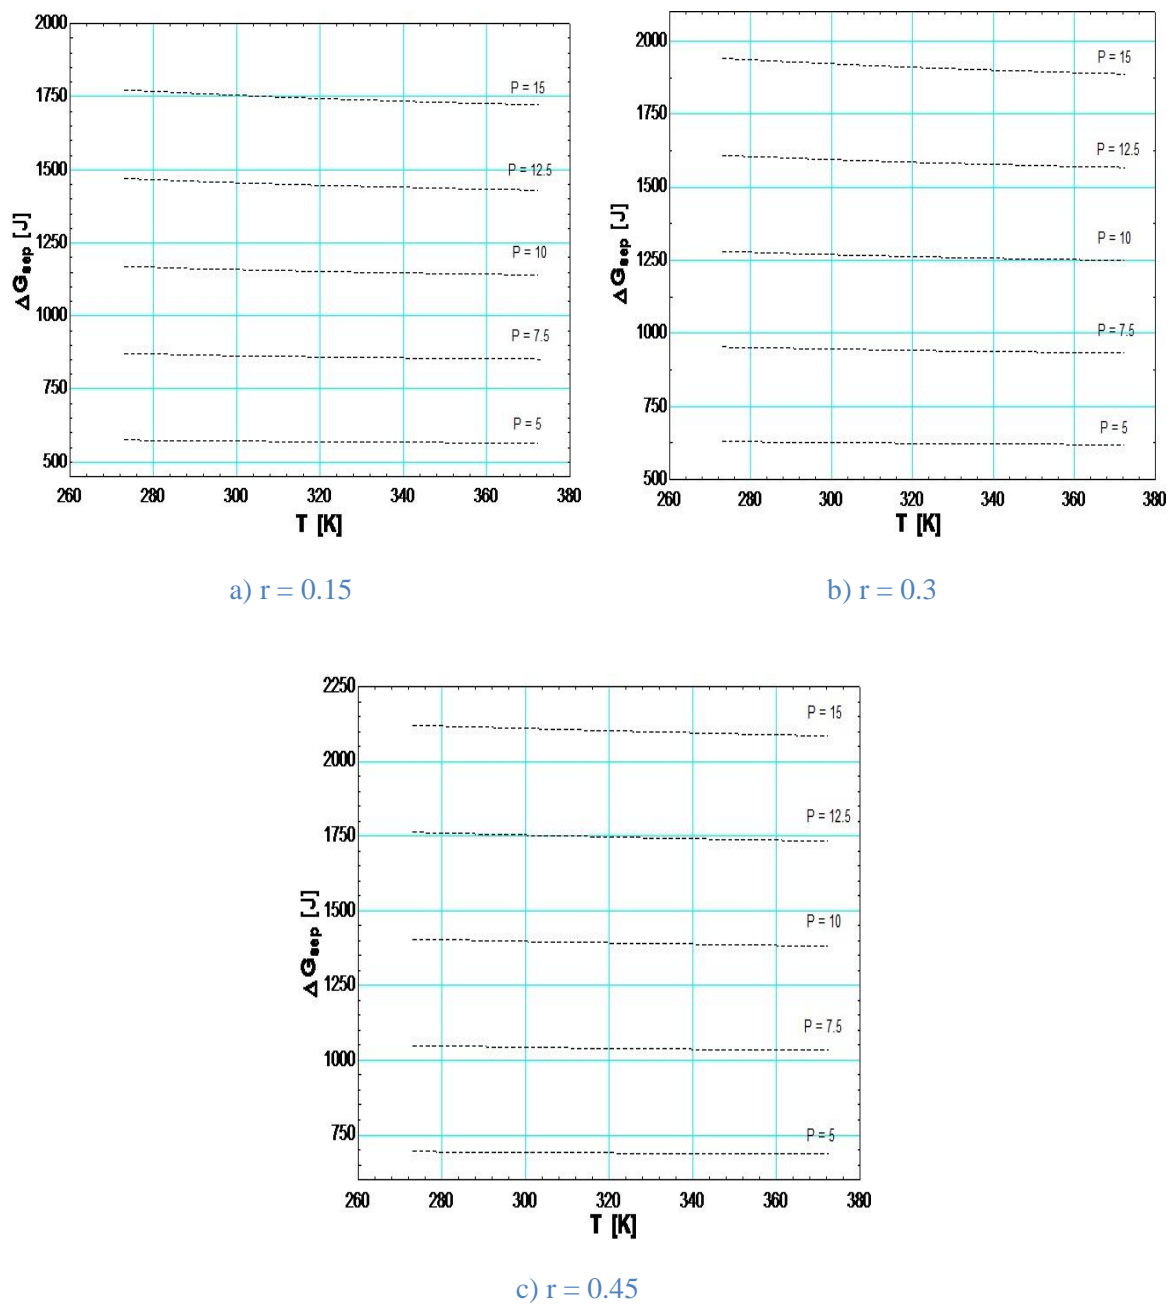 2000
1750
1500
1250
1000
750
500
ΔG_sep [J]
P = 15
P = 12.5
P = 10
P = 7.5
P = 5
260 280 300 320 340 360 380
T [K]
a) r = 0.15
2000
1750
1500
1250
1000
750
500
ΔG_sep [J]
P = 15
P = 12.5
P = 10
P = 7.5
P = 5
260 280 300 320 340 360 380
T [K]
b) r = 0.3
2250
2000
1750
1500
1250
1000
750
ΔG_sep [J]
P = 15
P = 12.5
P = 10
P = 7.5
P = 5
260 280 300 320 340 360 380
T [K]
c) r = 0.45